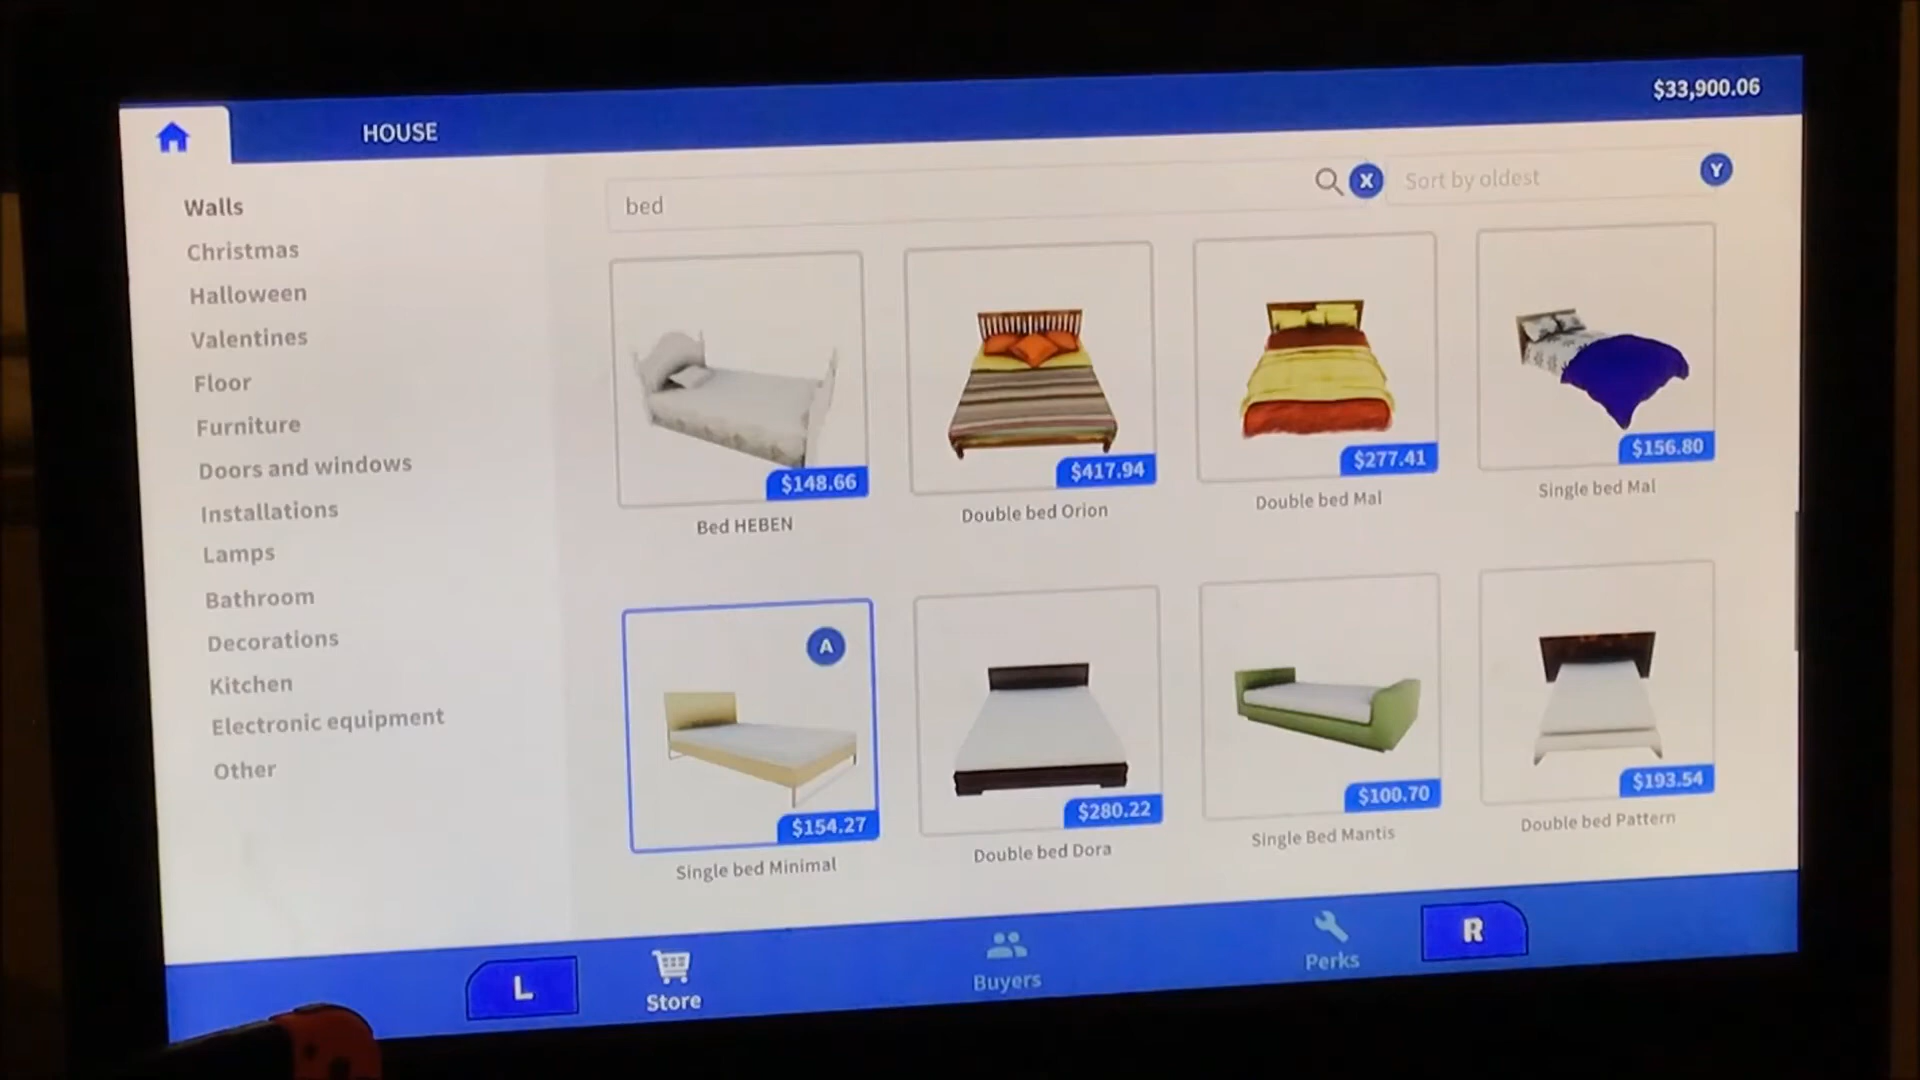 $33,900.06
HOUSE
bed
X
Sort by oldest
Y
Walls
Christmas
Halloween
Valentines
Floor
Furniture
Doors and windows
Installations
Lamps
Bathroom
Decorations
Kitchen
Electronic equipment
Other
$148.66
Bed HEBEN
$417.94
Double bed Orion
$277.41
Double bed Mal
$156.80
Single bed Mal
A
$154.27
Single bed Minimal
$280.22
Double bed Dora
$100.70
Single Bed Mantis
$193.54
Double bed Pattern
L
Store
Buyers
Perks
R